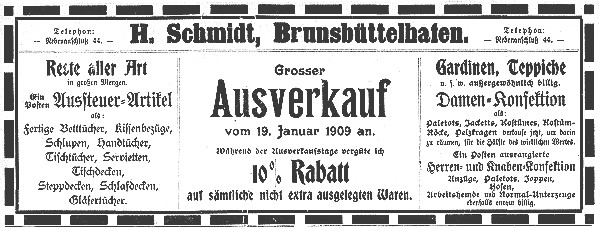 Telephon:
— Nebenanschluß 44. —
H. Schmidt, Brunsbüttelhafen.
Telephon:
— Nebenanschluß 44. —
Reste aller Art
in großen Mengen.
Ein Posten Aussteuer-Artikel
als:
Fertige Betttücher, Kissenbezüge,
Schlupen, Handtücher,
Tischtücher, Servietten,
Tischdecken,
Steppdecken, Schlafdecken,
Gläsertücher.
Grosser
Ausverkauf
vom 19. Januar 1909 an.
Während der Ausverkaufstage vergüte ich
10% Rabatt
auf sämtliche nicht extra ausgelegten Waren.
Gardinen, Teppiche
u. s. w. außergewöhnlich billig.
Damen-Konfektion
als:
Paletots, Jacketts, Kostümes, Kostüm-
Röcke, Pelzkragen verkaufe jetzt, um darin
zu räumen, für die Hälfte des wirklichen Wertes.
Ein Posten ausrangierte
Herren- und Knaben-Konfektion
Anzüge, Paletots, Joppen,
Hosen,
Arbeitshemde und Normal-Unterzeuge
ebenfalls enorm billig.